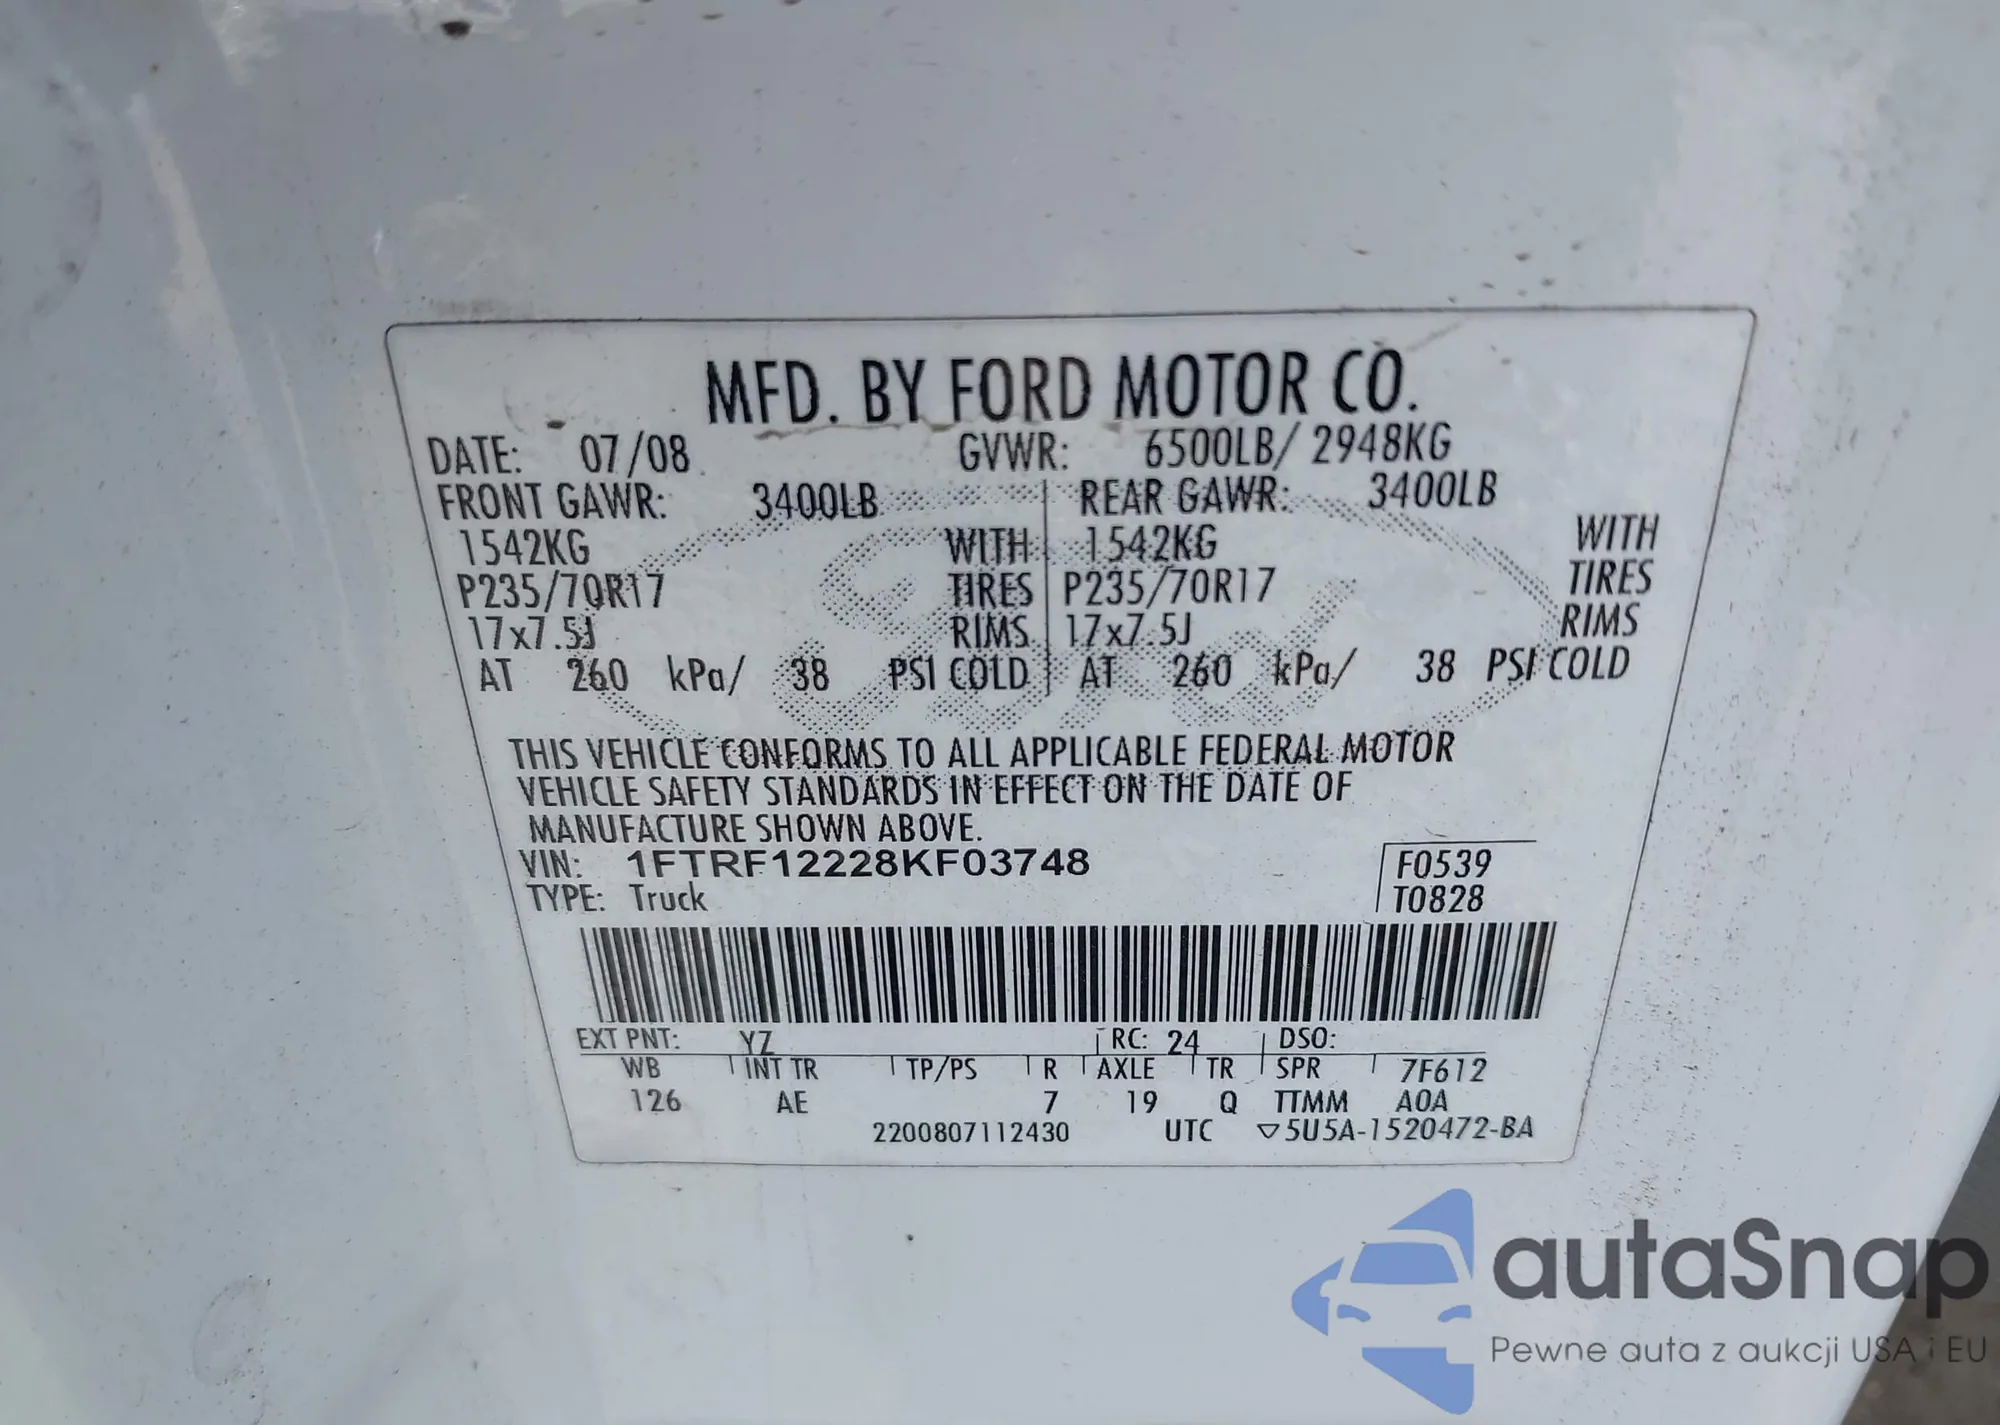 MFD. BY FORD MOTOR CO.
DATE: 07/08 GVWR: 6500LB/ 2948KG
FRONT GAWR: 3400LB REAR GAWR: 3400LB
1542KG WITH 1542KG WITH
P235/70R17 TIRES P235/70R17 TIRES
17x7.5J RIMS 17x7.5J RIMS
AT 260 kPa/ 38 PSI COLD AT 260 kPa/ 38 PSI COLD
Ford
THIS VEHICLE CONFORMS TO ALL APPLICABLE FEDERAL MOTOR
VEHICLE SAFETY STANDARDS IN EFFECT ON THE DATE OF
MANUFACTURE SHOWN ABOVE.
VIN: 1FTRF12228KF03748 F0539
TYPE: Truck T0828
EXT PNT: YZ RC: 24 DSO:
WB INT TR TP/PS R AXLE TR SPR 7F612
126 AE 7 19 Q TTMM A0A
2200807112430 UTC ▽5U5A-1520472-BA
autaSnap
Pewne auta z aukcji USA i EU